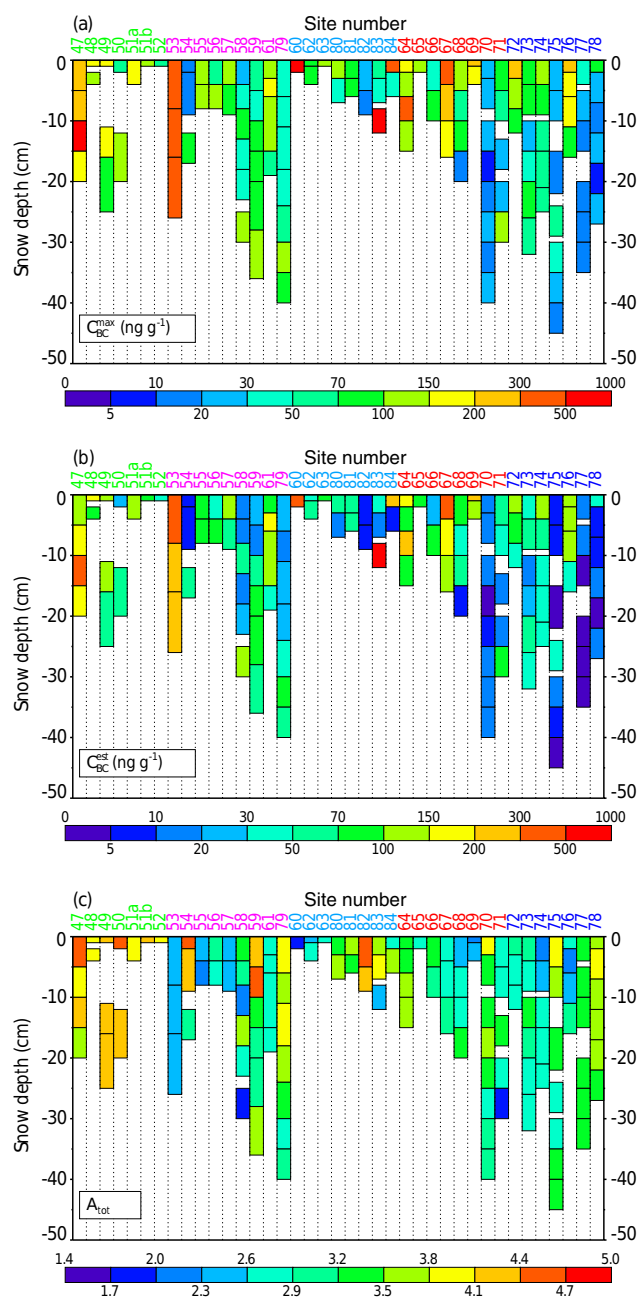 (a) Site number
47 48 49 50 51a 51b 52 53 54 55 56 57 58 59 61 79 60 62 63 80 81 82 83 84 64 65 66 67 68 69 70 71 72 73 74 75 76 77 78
0
-10
-20
-30
-40
-50
Snow depth (cm)
C_BC^max (ng g⁻¹)
0 10 30 70 150 300 1000
5 20 50 100 200 500
(b) Site number
47 48 49 50 51a 51b 52 53 54 55 56 57 58 59 61 79 60 62 63 80 81 82 83 84 64 65 66 67 68 69 70 71 72 73 74 75 76 77 78
0
-10
-20
-30
-40
-50
Snow depth (cm)
C_BC^est (ng g⁻¹)
0 10 30 70 150 300 1000
5 20 50 100 200 500
(c) Site number
47 48 49 50 51a 51b 52 53 54 55 56 57 58 59 61 79 60 62 63 80 81 82 83 84 64 65 66 67 68 69 70 71 72 73 74 75 76 77 78
0
-10
-20
-30
-40
-50
Snow depth (cm)
A_tot
1.4 2.0 2.6 3.2 3.8 4.4 5.0
1.7 2.3 2.9 3.5 4.1 4.7